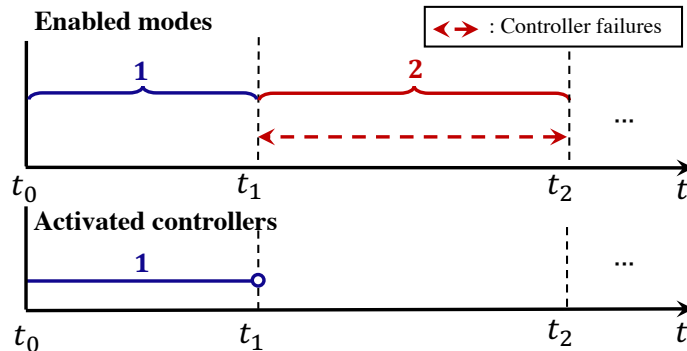 Enabled modes
: Controller failures
1
2
...
t0 t1 t2 t
Activated controllers
1
...
t0 t1 t2 t